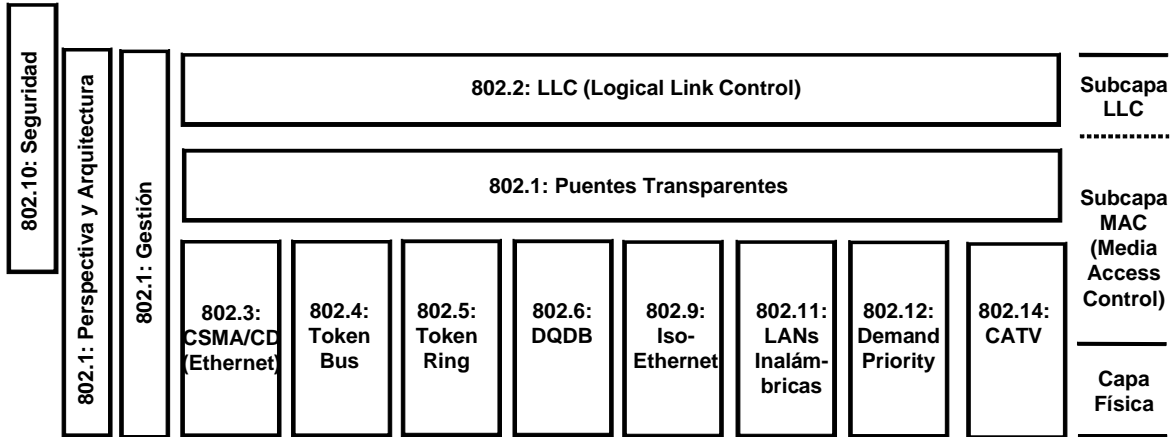 802.10: Seguridad
802.1: Perspectiva y Arquitectura
802.1: Gestión
802.2: LLC (Logical Link Control)
Subcapa
LLC
802.1: Puentes Transparentes
Subcapa
MAC
(Media
Access
Control)
802.3:
CSMA/CD
(Ethernet)
802.4:
Token
Bus
802.5:
Token
Ring
802.6:
DQDB
802.9:
Iso-
Ethernet
802.11:
LANs
Inalám-
bricas
802.12:
Demand
Priority
802.14:
CATV
Capa
Física